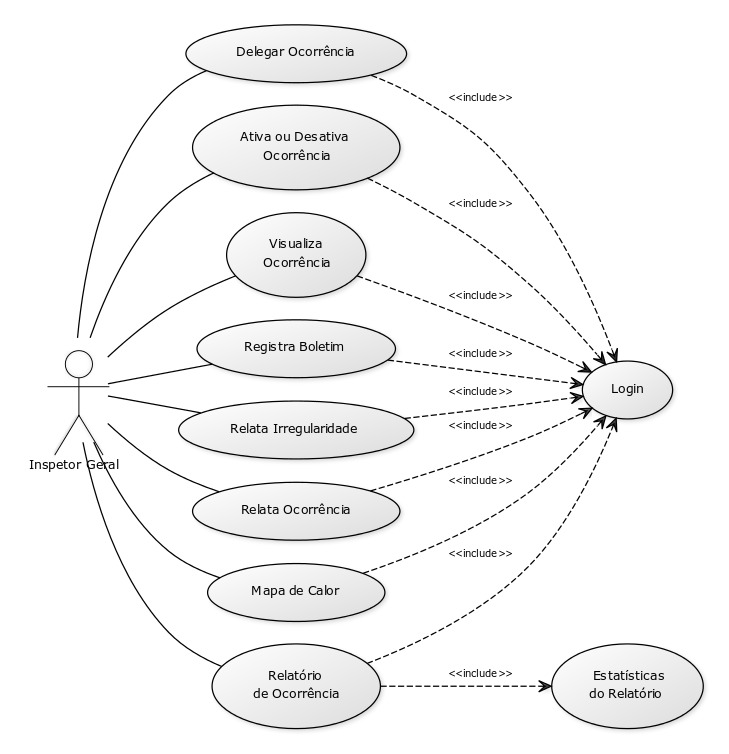 Delegar Ocorrência
<<include>>
Ativa ou Desativa
Ocorrência
<<include>>
Visualiza
Ocorrência
<<include>>
Registra Boletim
<<include>>
Login
<<include>>
Relata Irregularidade
<<include>>
Inspetor Geral
<<include>>
Relata Ocorrência
<<include>>
Mapa de Calor
Relatório
de Ocorrência
<<include>>
Estatísticas
do Relatório